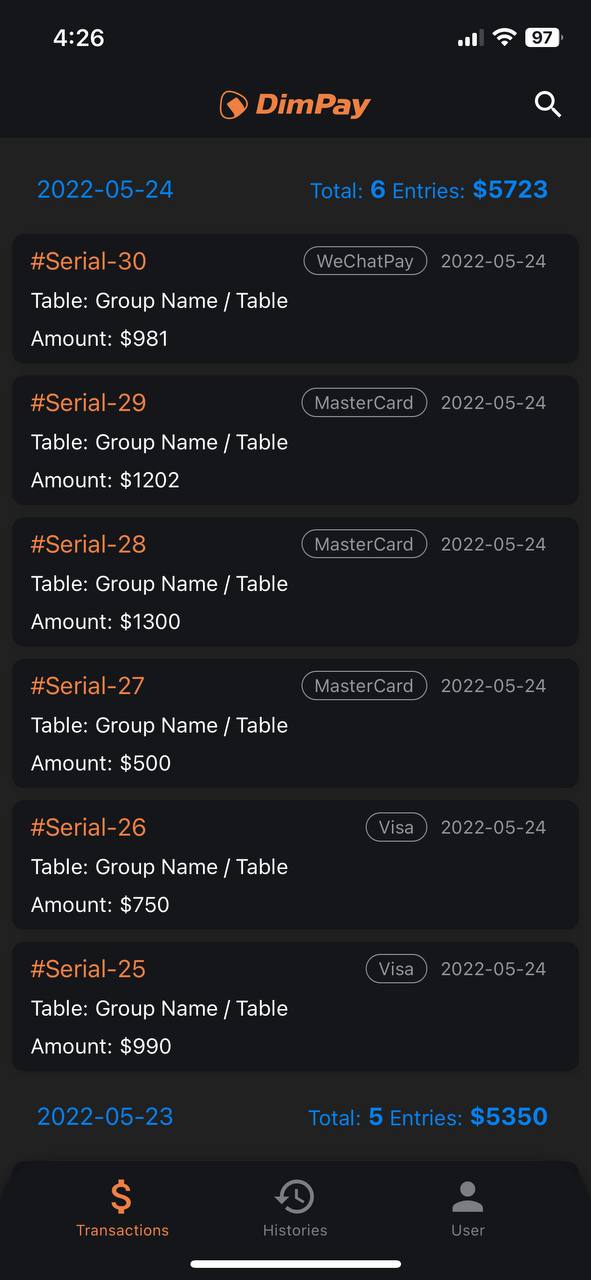 4:26
97
DimPay
2022-05-24 Total: 6 Entries: $5723
#Serial-30 WeChatPay 2022-05-24
Table: Group Name / Table
Amount: $981
#Serial-29 MasterCard 2022-05-24
Table: Group Name / Table
Amount: $1202
#Serial-28 MasterCard 2022-05-24
Table: Group Name / Table
Amount: $1300
#Serial-27 MasterCard 2022-05-24
Table: Group Name / Table
Amount: $500
#Serial-26 Visa 2022-05-24
Table: Group Name / Table
Amount: $750
#Serial-25 Visa 2022-05-24
Table: Group Name / Table
Amount: $990
2022-05-23 Total: 5 Entries: $5350
Transactions Histories User